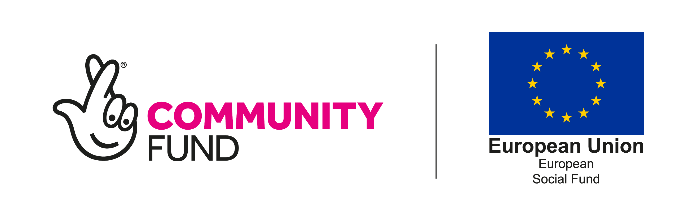 COMMUNITY
FUND
®
European Union
European
Social Fund